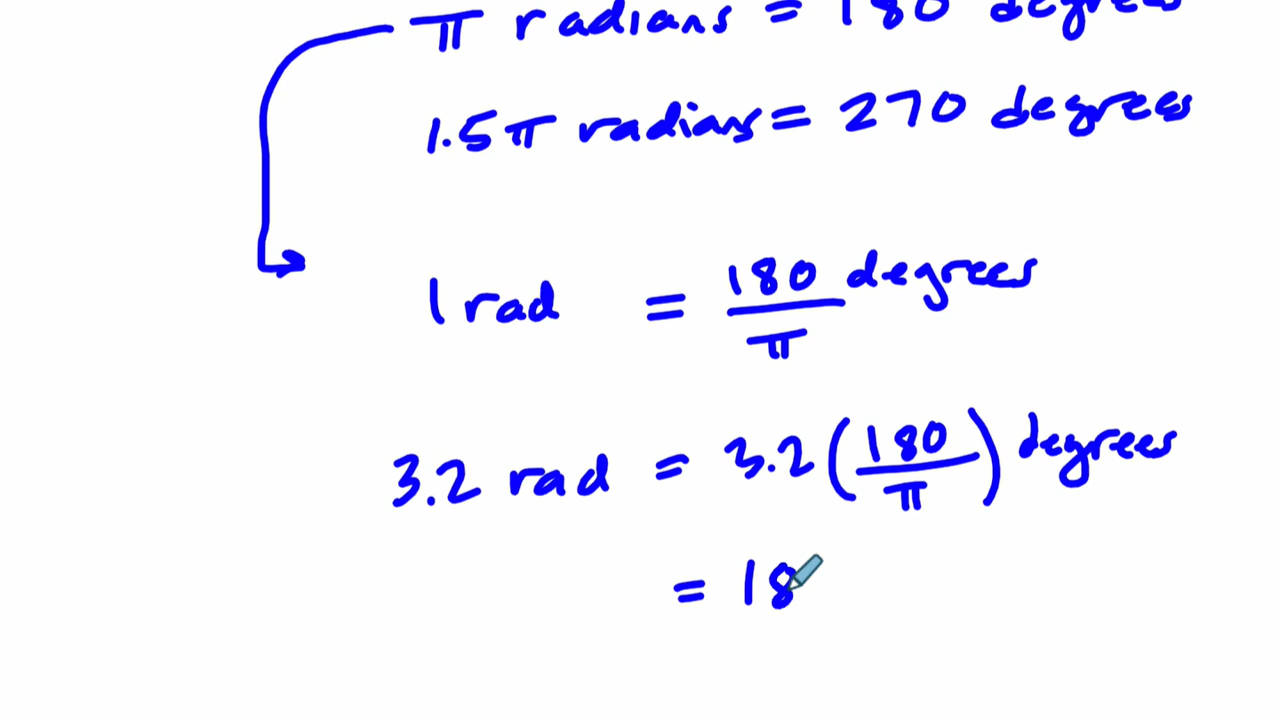 π radians = 180 degrees
1.5π radians = 270 degrees
1 rad = 180/π degrees
3.2 rad = 3.2(180/π) degrees
= 18